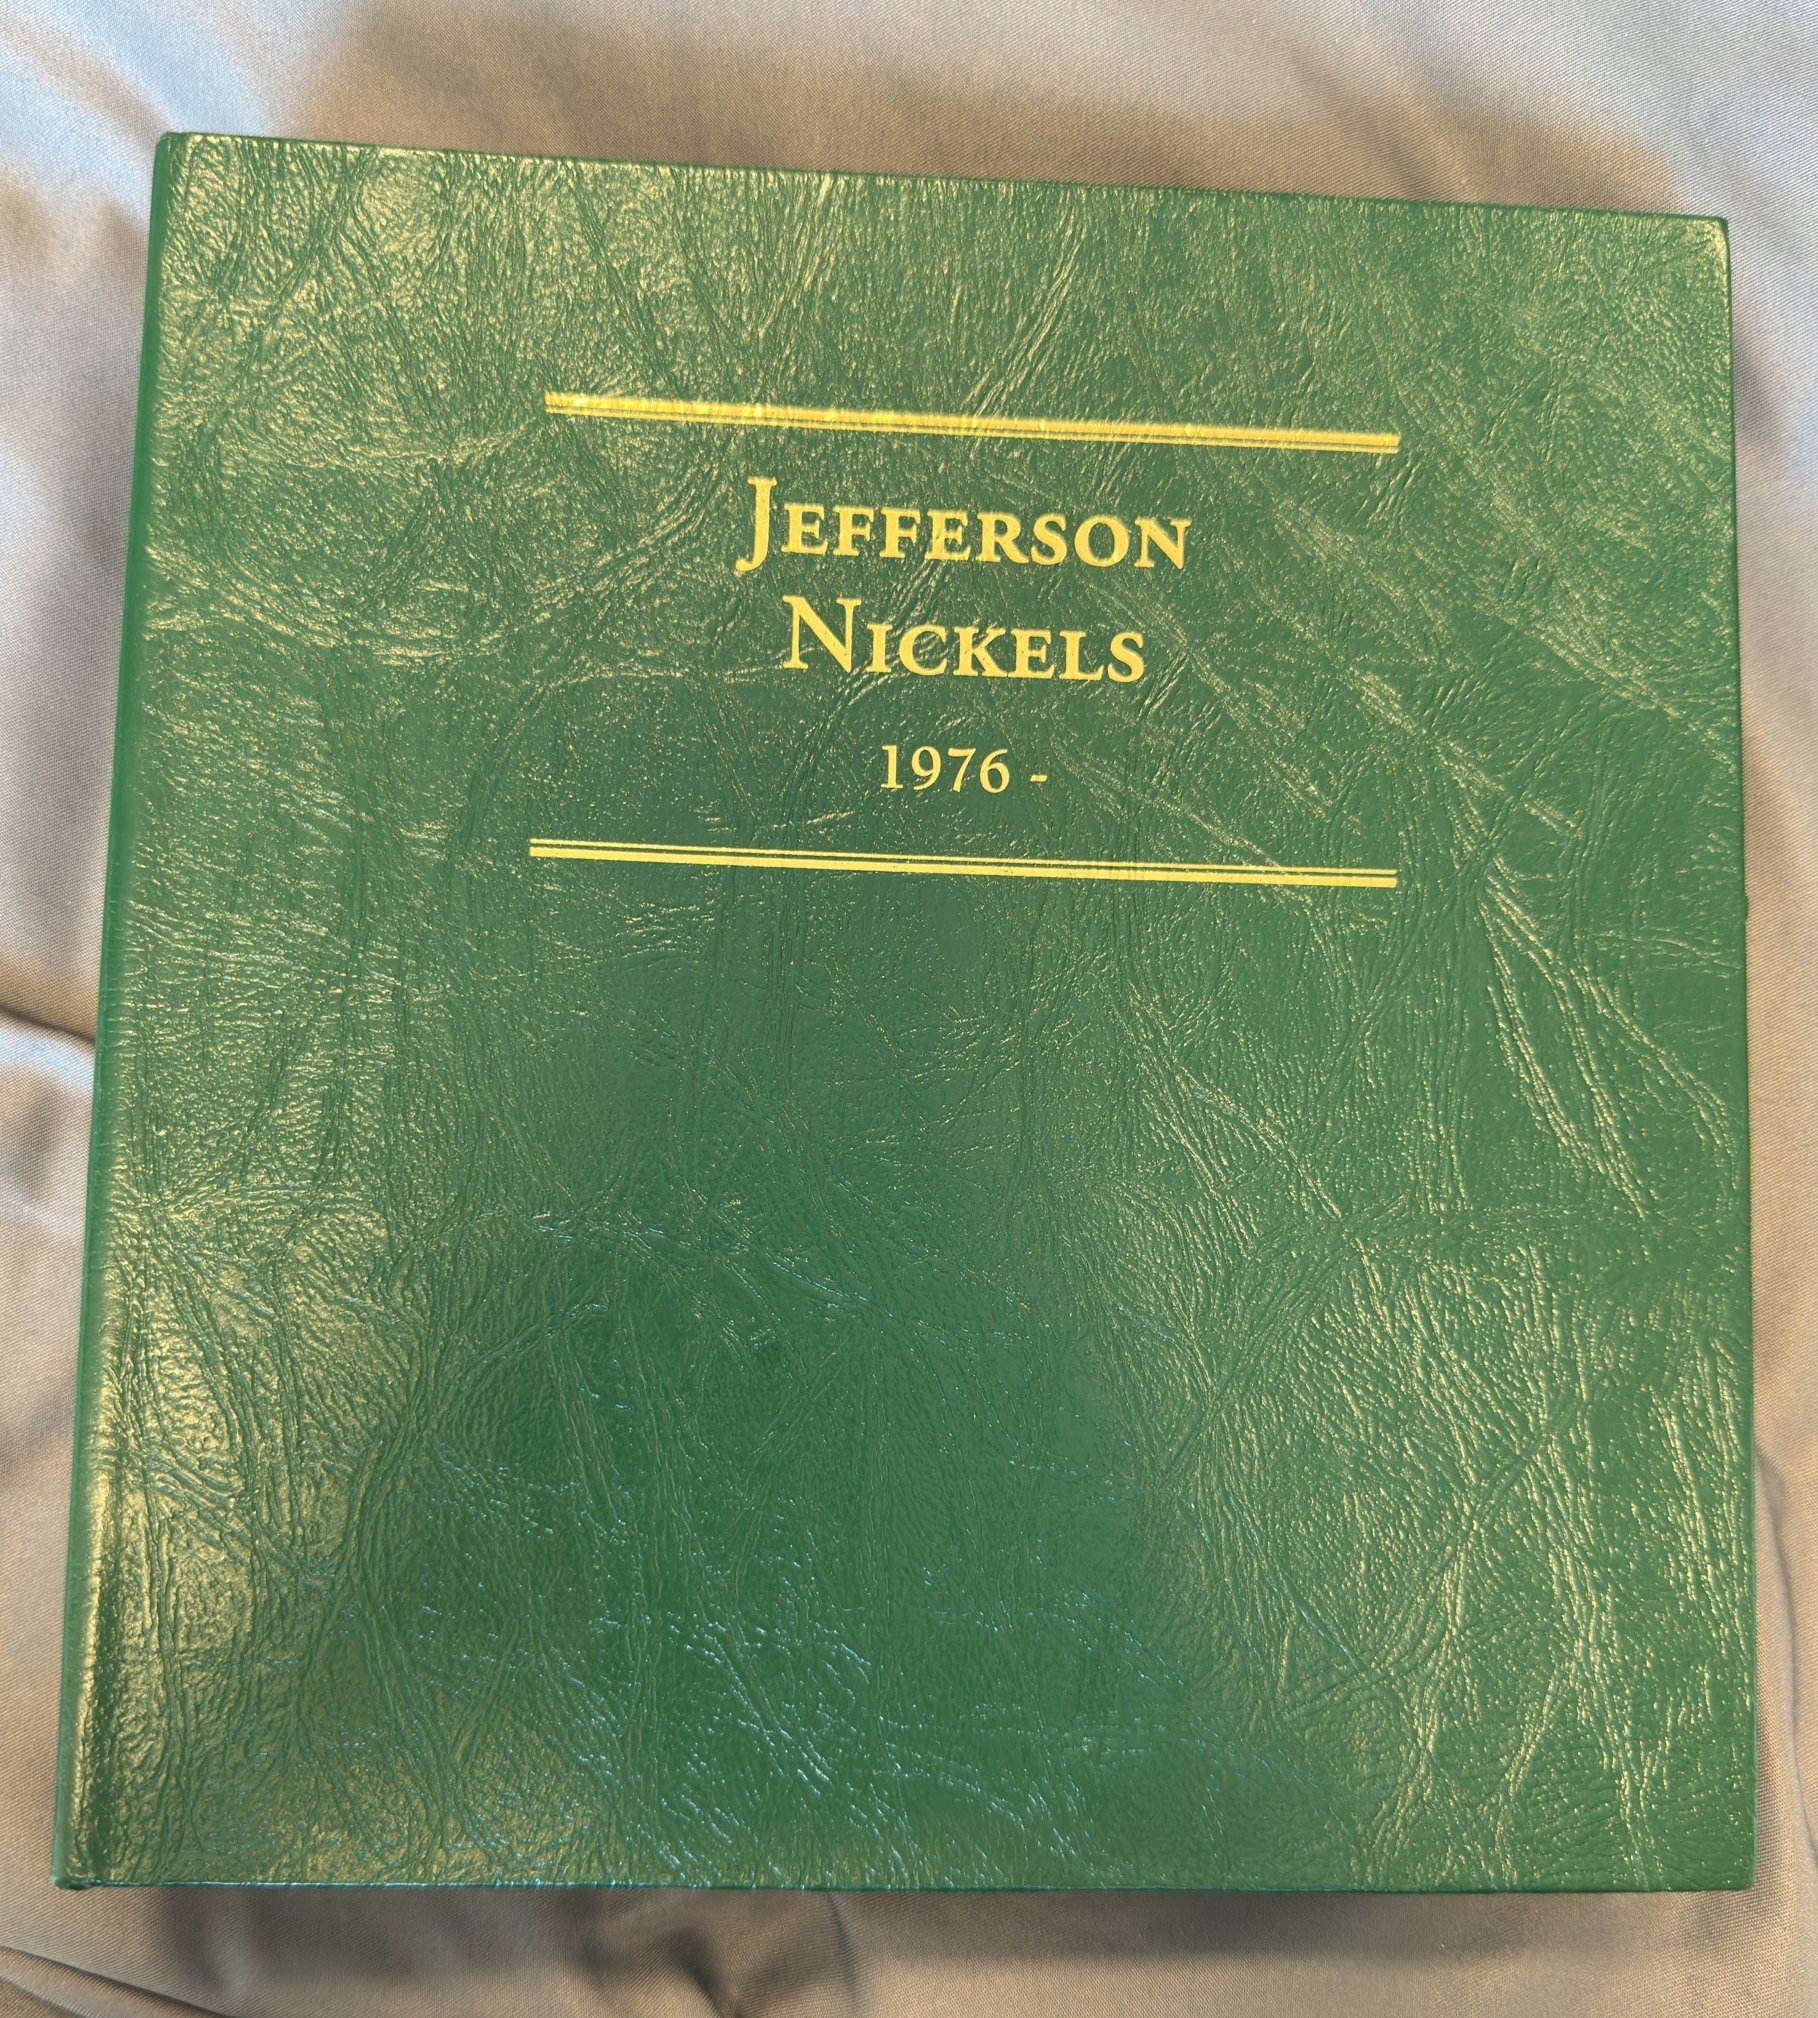 JEFFERSON
NICKELS
1976 -